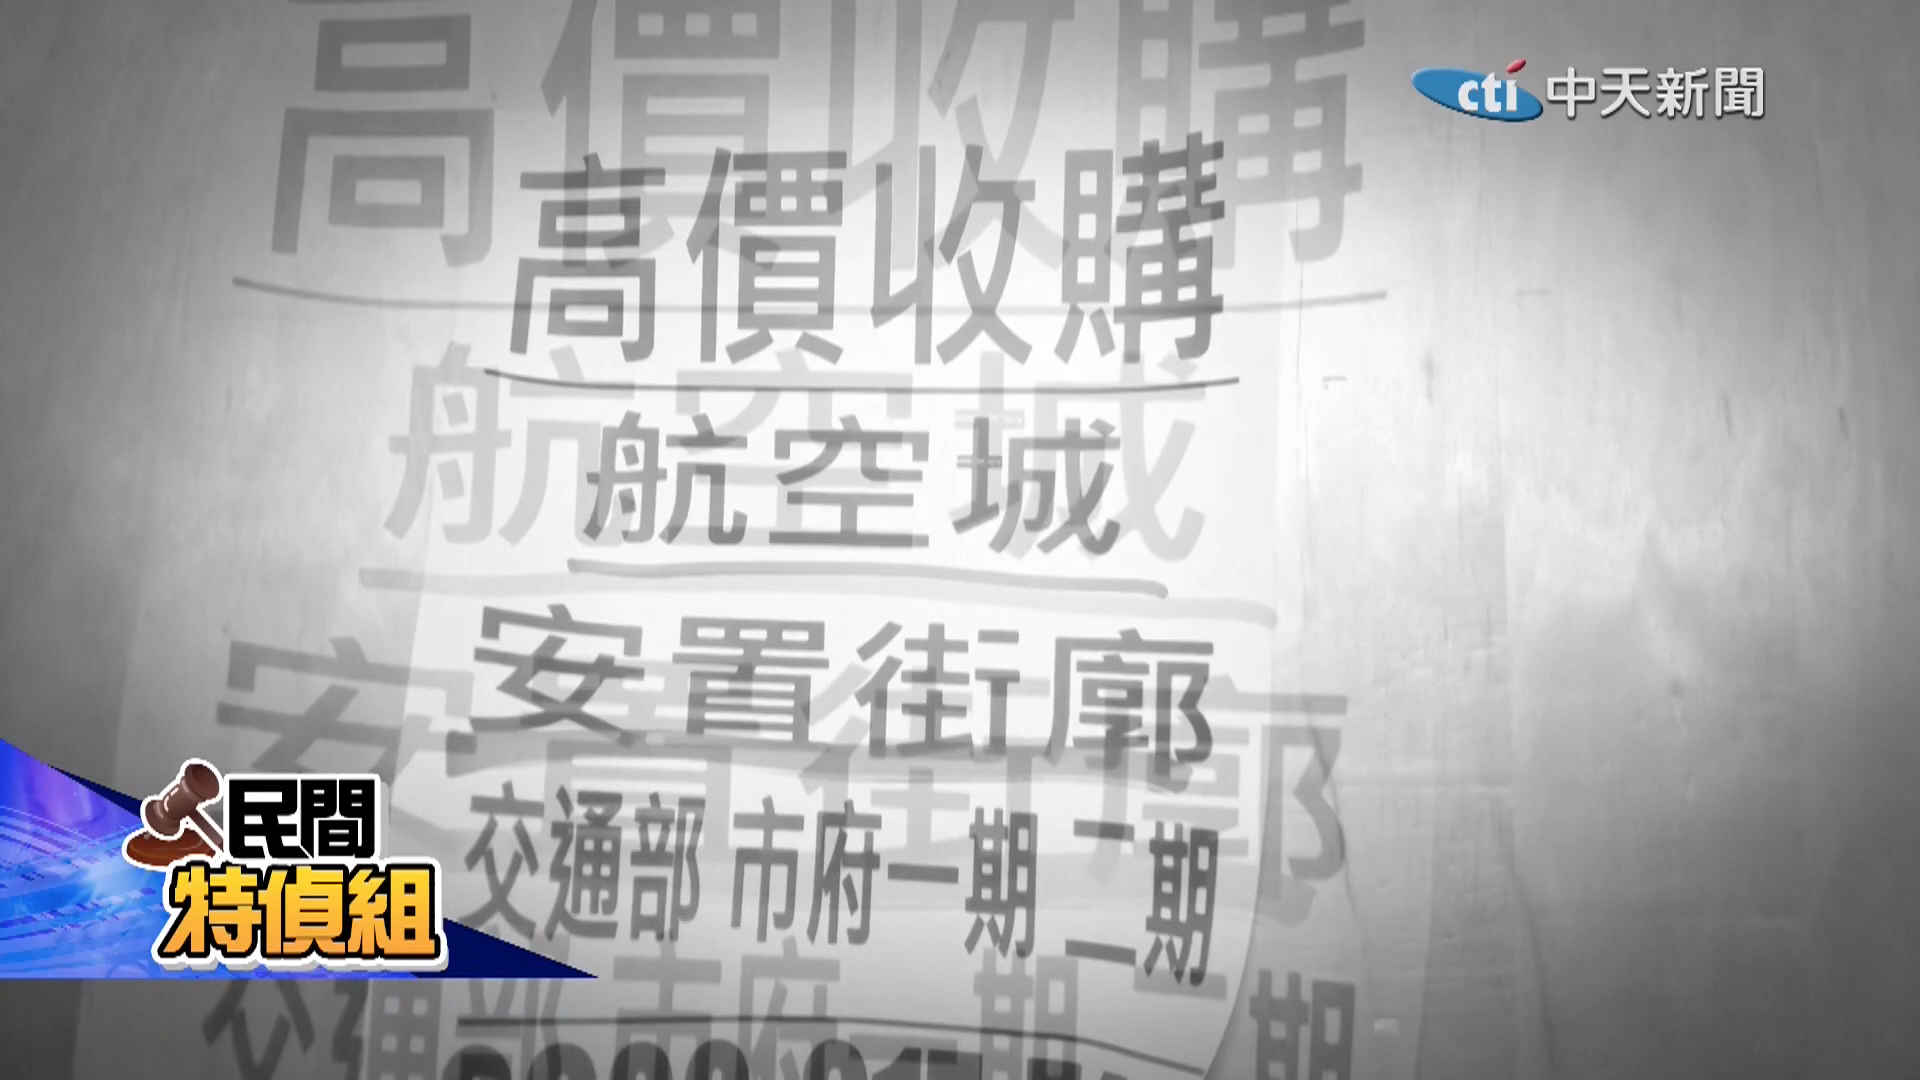 cti 中天新聞
高價收購
航空城
安置街廓
交通部 市府一期 二期
民間
特偵組